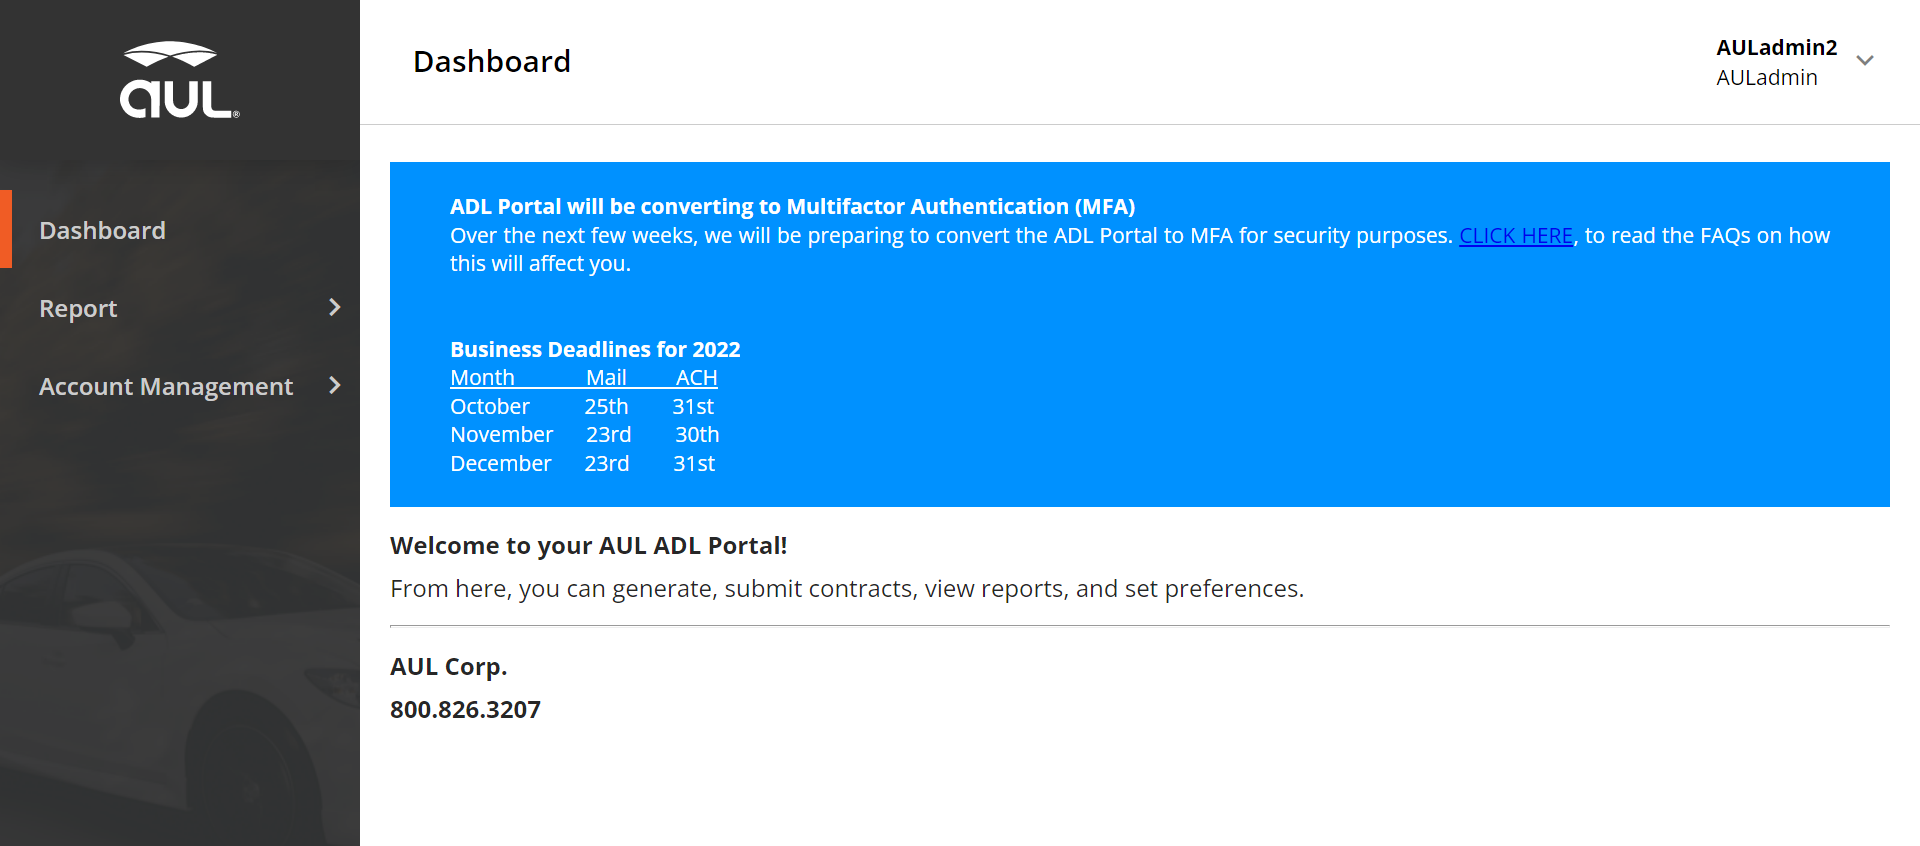 aul®
Dashboard
AULadmin2
AULadmin
Dashboard
Report
Account Management
ADL Portal will be converting to Multifactor Authentication (MFA)
Over the next few weeks, we will be preparing to convert the ADL Portal to MFA for security purposes. CLICK HERE, to read the FAQs on how
this will affect you.
Business Deadlines for 2022
Month Mail ACH
October 25th 31st
November 23rd 30th
December 23rd 31st
Welcome to your AUL ADL Portal!
From here, you can generate, submit contracts, view reports, and set preferences.
AUL Corp.
800.826.3207